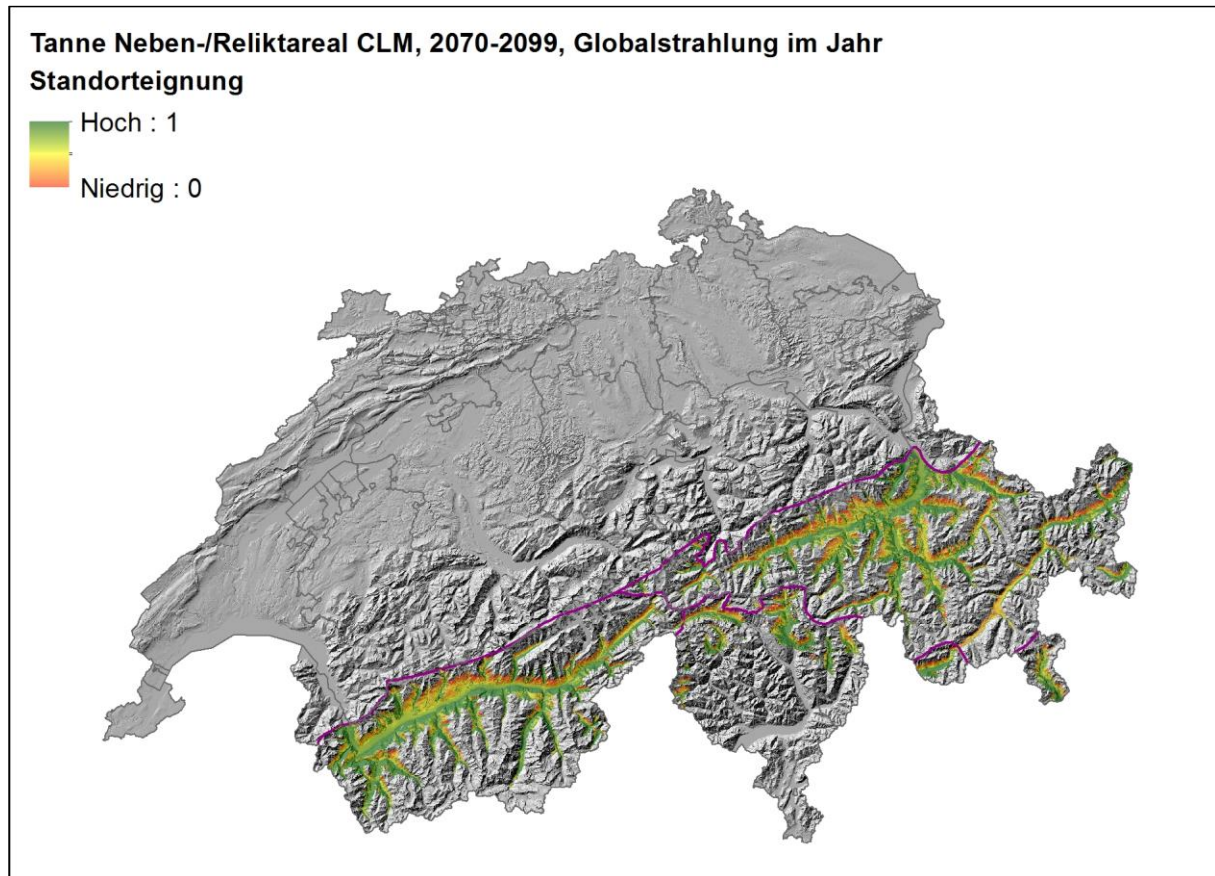 Tanne Neben-/Reliktareal CLM, 2070-2099, Globalstrahlung im Jahr
Standorteignung
Hoch : 1
Niedrig : 0